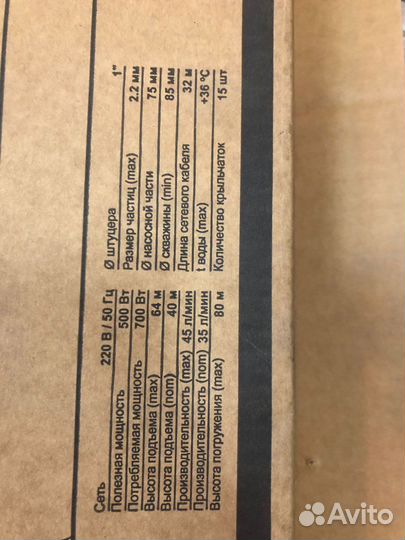 Сеть 220 В / 50 Гц
Полезная мощность 500 Вт
Потребляемая мощность 700 Вт
Высота подъема (max) 64 м
Высота подъема (nom) 40 м
Производительность (max) 45 л/мин
Производительность (nom) 35 л/мин
Высота погружения (max) 80 м
Ø штуцера 1"
Размер частиц (max) 2.2 мм
Ø насосной части 75 мм
Ø скважины (min) 85 мм
Длина сетевого кабеля 32 м
t воды (max) +36 °C
Количество крыльчаток 15 шт
Avito